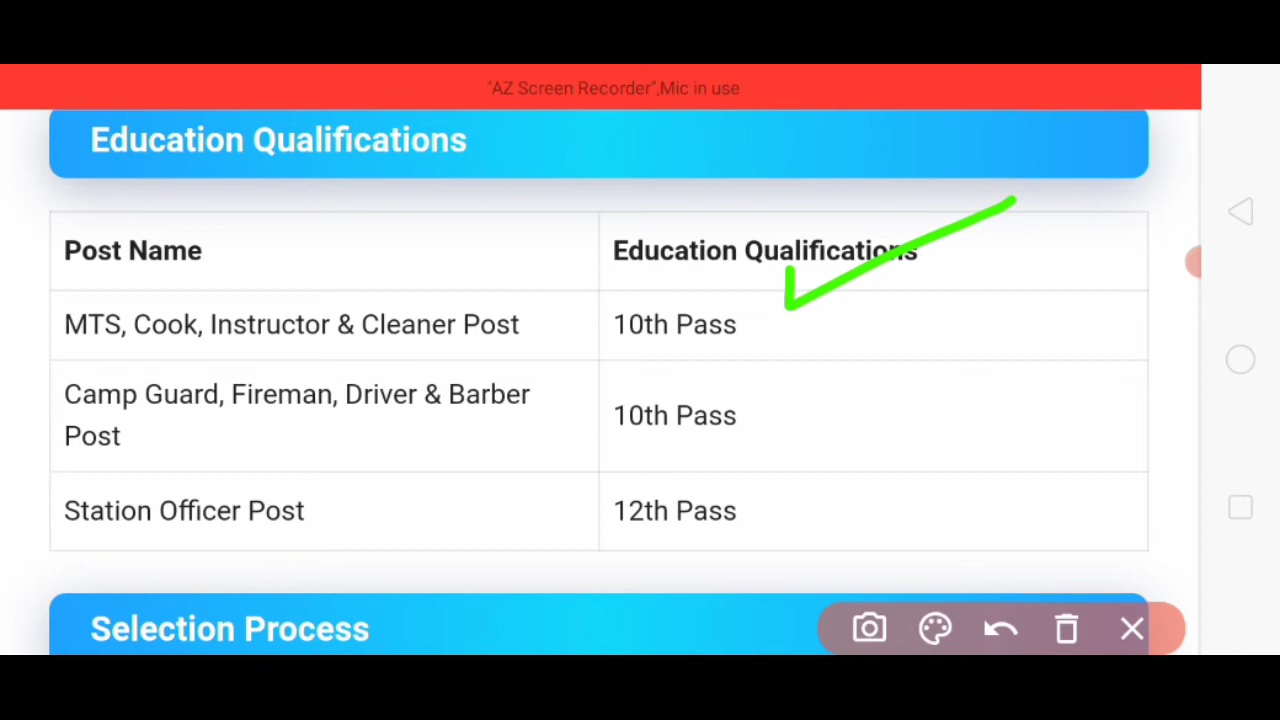 "AZ Screen Recorder",Mic in use
Education Qualifications
Post Name
Education Qualifications
MTS, Cook, Instructor & Cleaner Post
10th Pass
Camp Guard, Fireman, Driver & Barber
Post
10th Pass
Station Officer Post
12th Pass
Selection Process